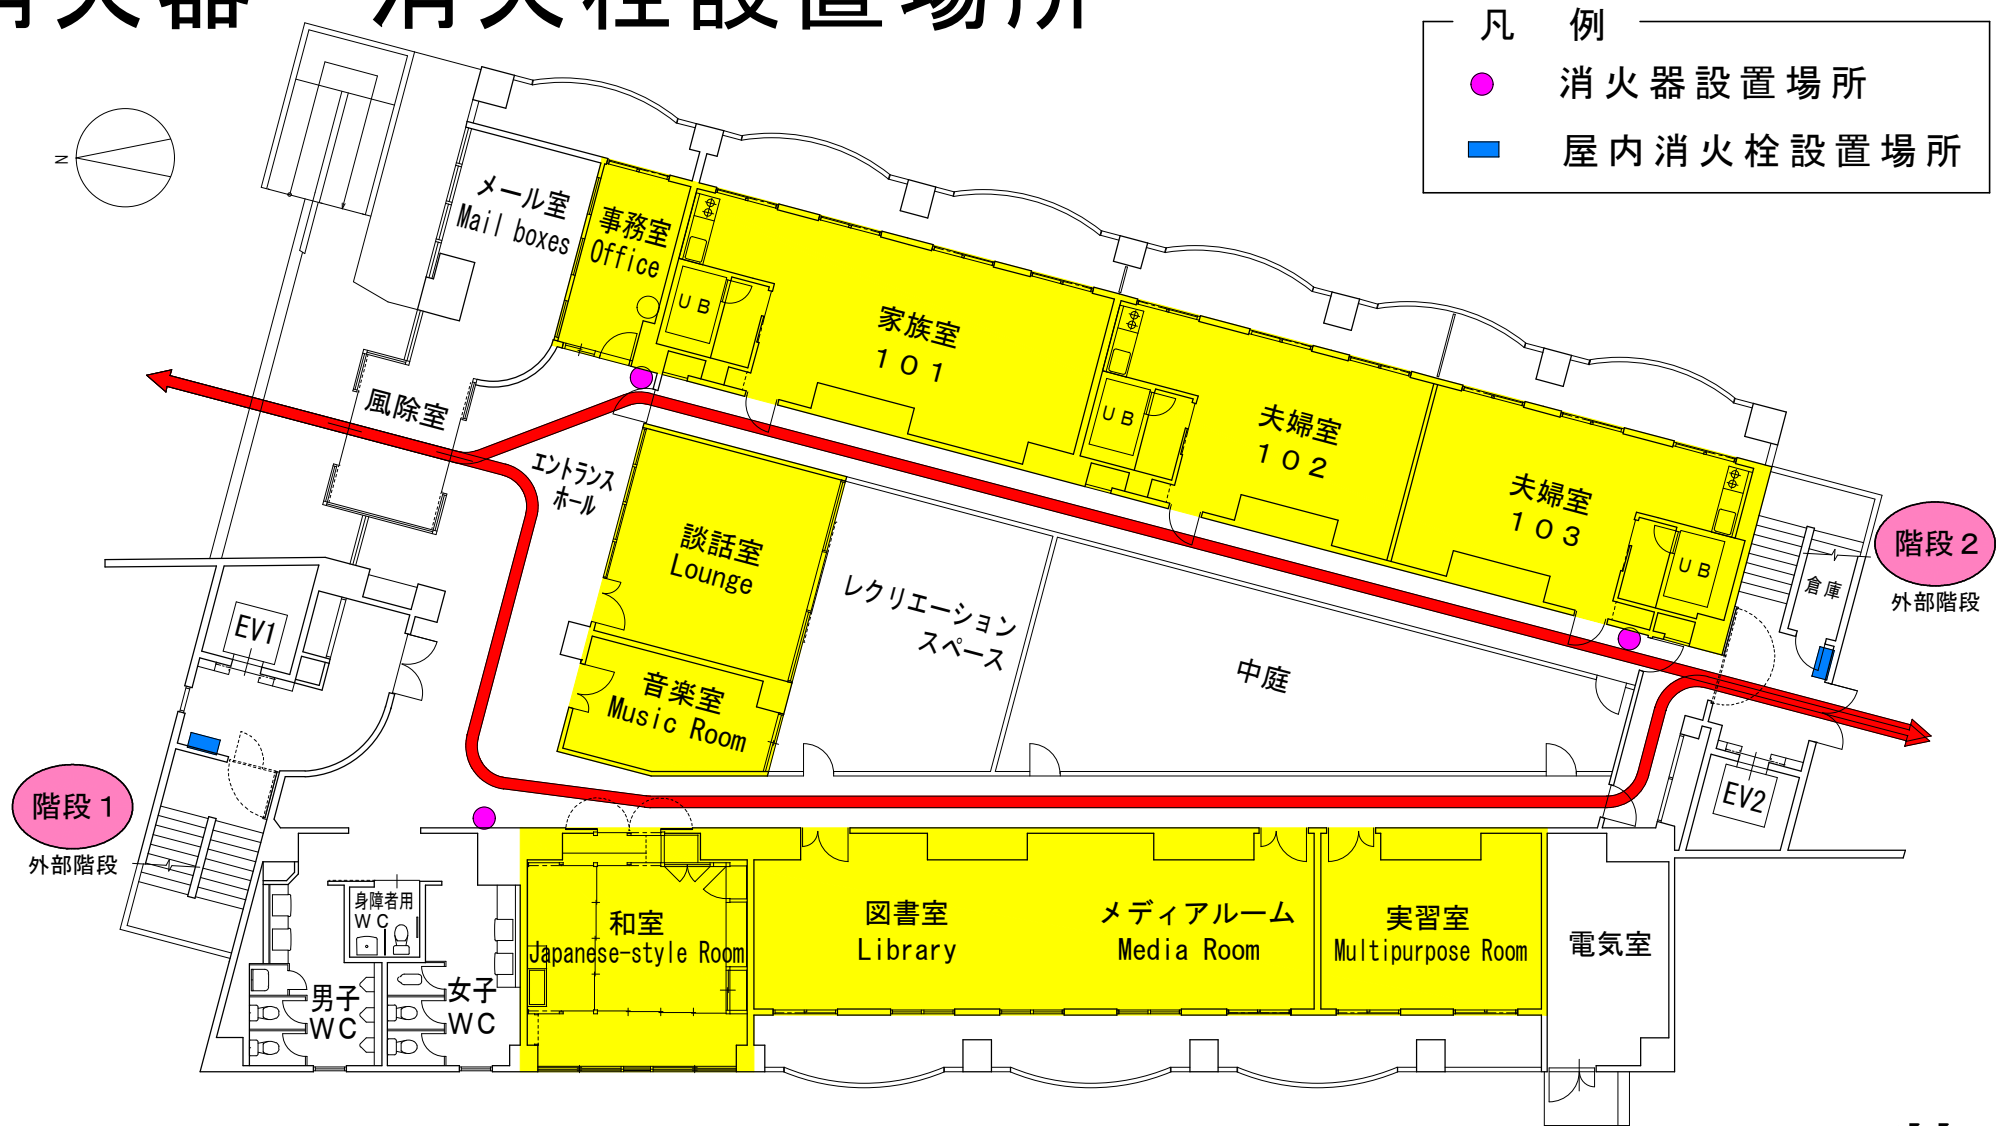 消火器 消火栓設置場所
凡 例
消火器設置場所
屋内消火栓設置場所
N
メール室
Mail boxes
事務室
Office
UB
家族室
101
UB
夫婦室
102
夫婦室
103
UB
風除室
エントランス
ホール
談話室
Lounge
レクリエーション
スペース
中庭
音楽室
Music Room
階段2
外部階段
倉庫
EV1
EV2
階段1
外部階段
身障者用
WC
男子
WC
女子
WC
和室
Japanese-style Room
図書室
Library
メディアルーム
Media Room
実習室
Multipurpose Room
電気室